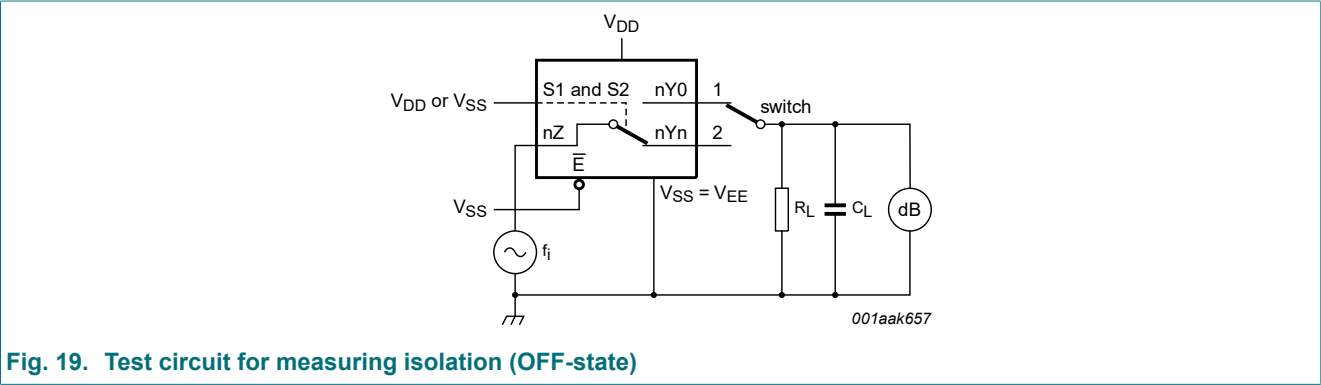 VDD
VDD or VSS
S1 and S2
nY0
1
switch
nZ
nYn
2
E
VSS
VSS = VEE
fi
RL
CL
dB
001aak657
Fig. 19. Test circuit for measuring isolation (OFF-state)